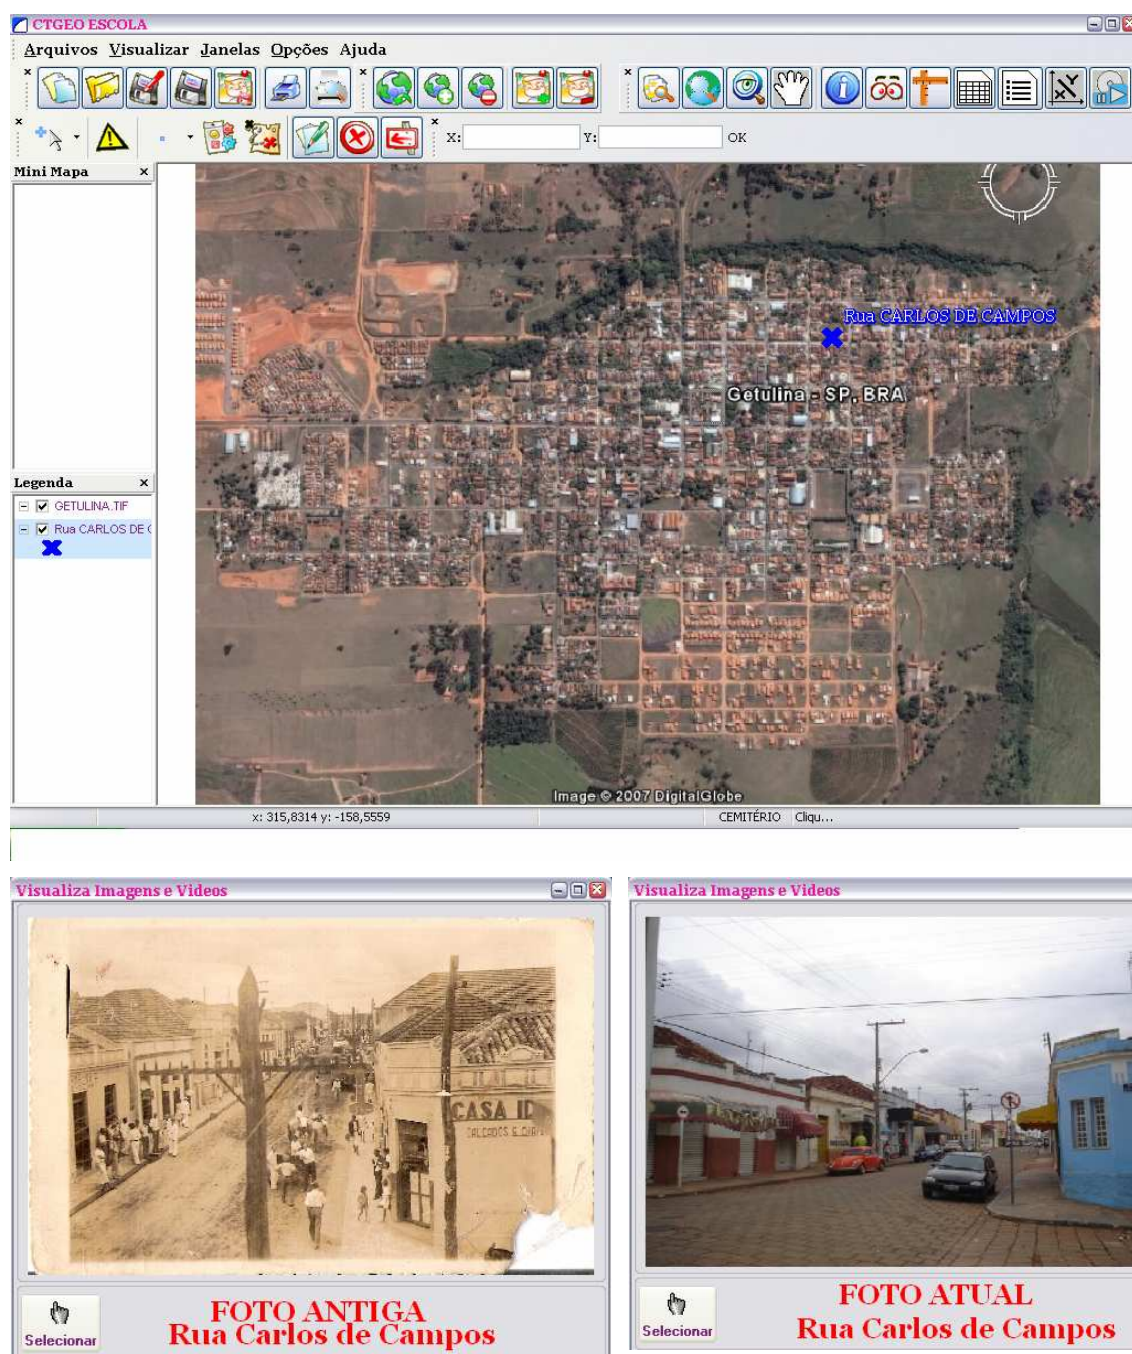 CTGEO ESCOLA
Arquivos Visualizar Janelas Opções Ajuda
X: Y: OK
Mini Mapa x
Rua CARLOS DE CAMPOS
Getulina - SP, BRA
Legenda x
GETULINA.TIF
Rua CARLOS DE C
Image © 2007 DigitalGlobe
x: 315,8314 y: -158,5559 CEMITÉRIO Cliqu...
Visualiza Imagens e Videos
CASA ID
CALÇADOS &
Selecionar
FOTO ANTIGA
Rua Carlos de Campos
Visualiza Imagens e Videos
Selecionar
FOTO ATUAL
Rua Carlos de Campos